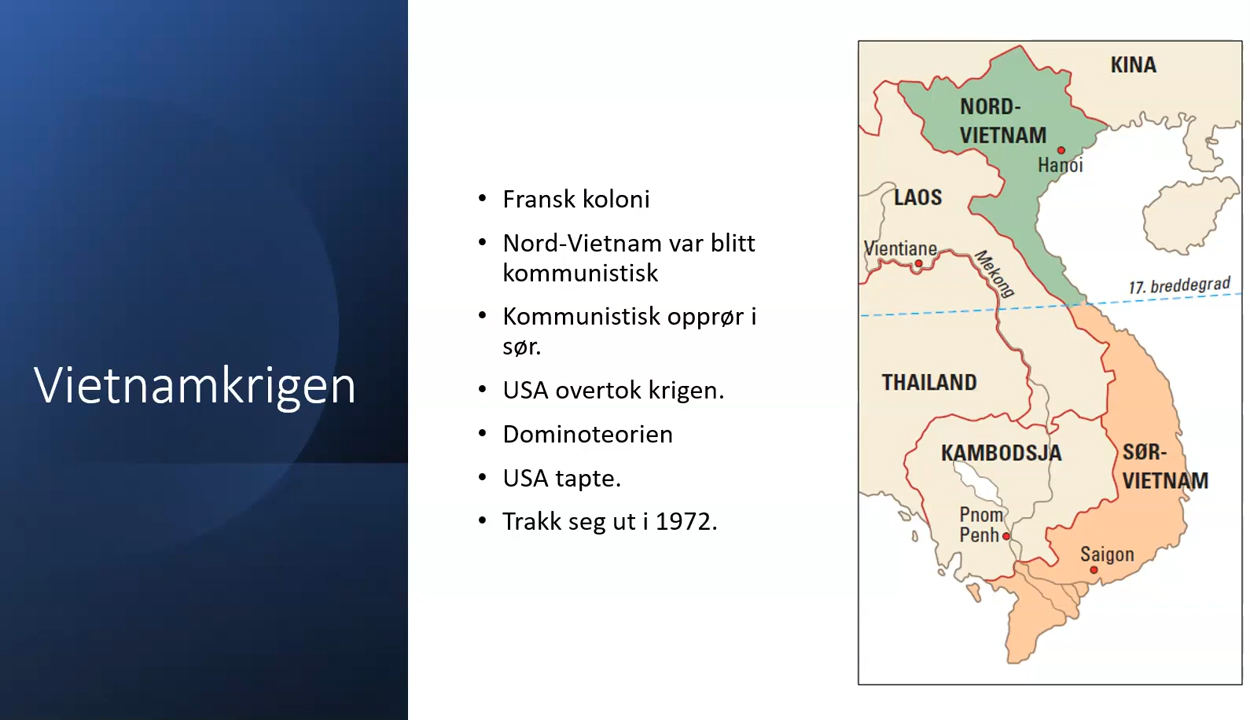 Vietnamkrigen
• Fransk koloni
• Nord-Vietnam var blitt
kommunistisk
• Kommunistisk opprør i
sør.
• USA overtok krigen.
• Dominoteorien
• USA tapte.
• Trakk seg ut i 1972.
KINA
NORD-
VIETNAM
Hanoi
LAOS
Vientiane
Mekong
17. breddegrad
THAILAND
KAMBODSJA
SØR-
VIETNAM
Pnom
Penh
Saigon